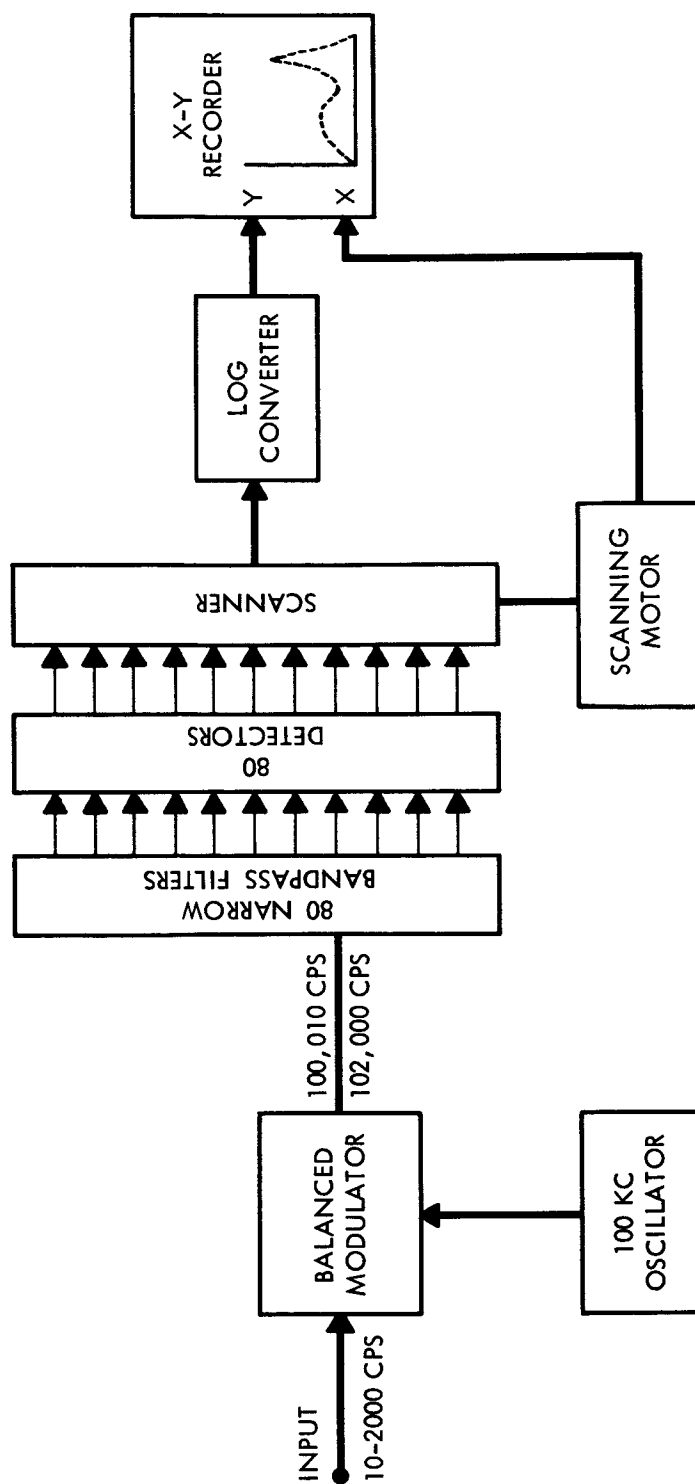 INPUT
10-2000 CPS
BALANCED
MODULATOR
100 KC
OSCILLATOR
100,010 CPS
102,000 CPS
80 NARROW
BANDPASS FILTERS
80
DETECTORS
SCANNER
SCANNING
MOTOR
LOG
CONVERTER
X-Y
RECORDER
Y
X